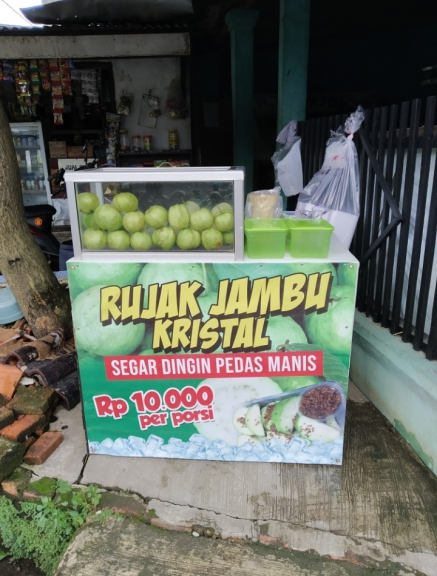 RUJAK JAMBU
KRISTAL
SEGAR DINGIN PEDAS MANIS
Rp 10.000
per porsi